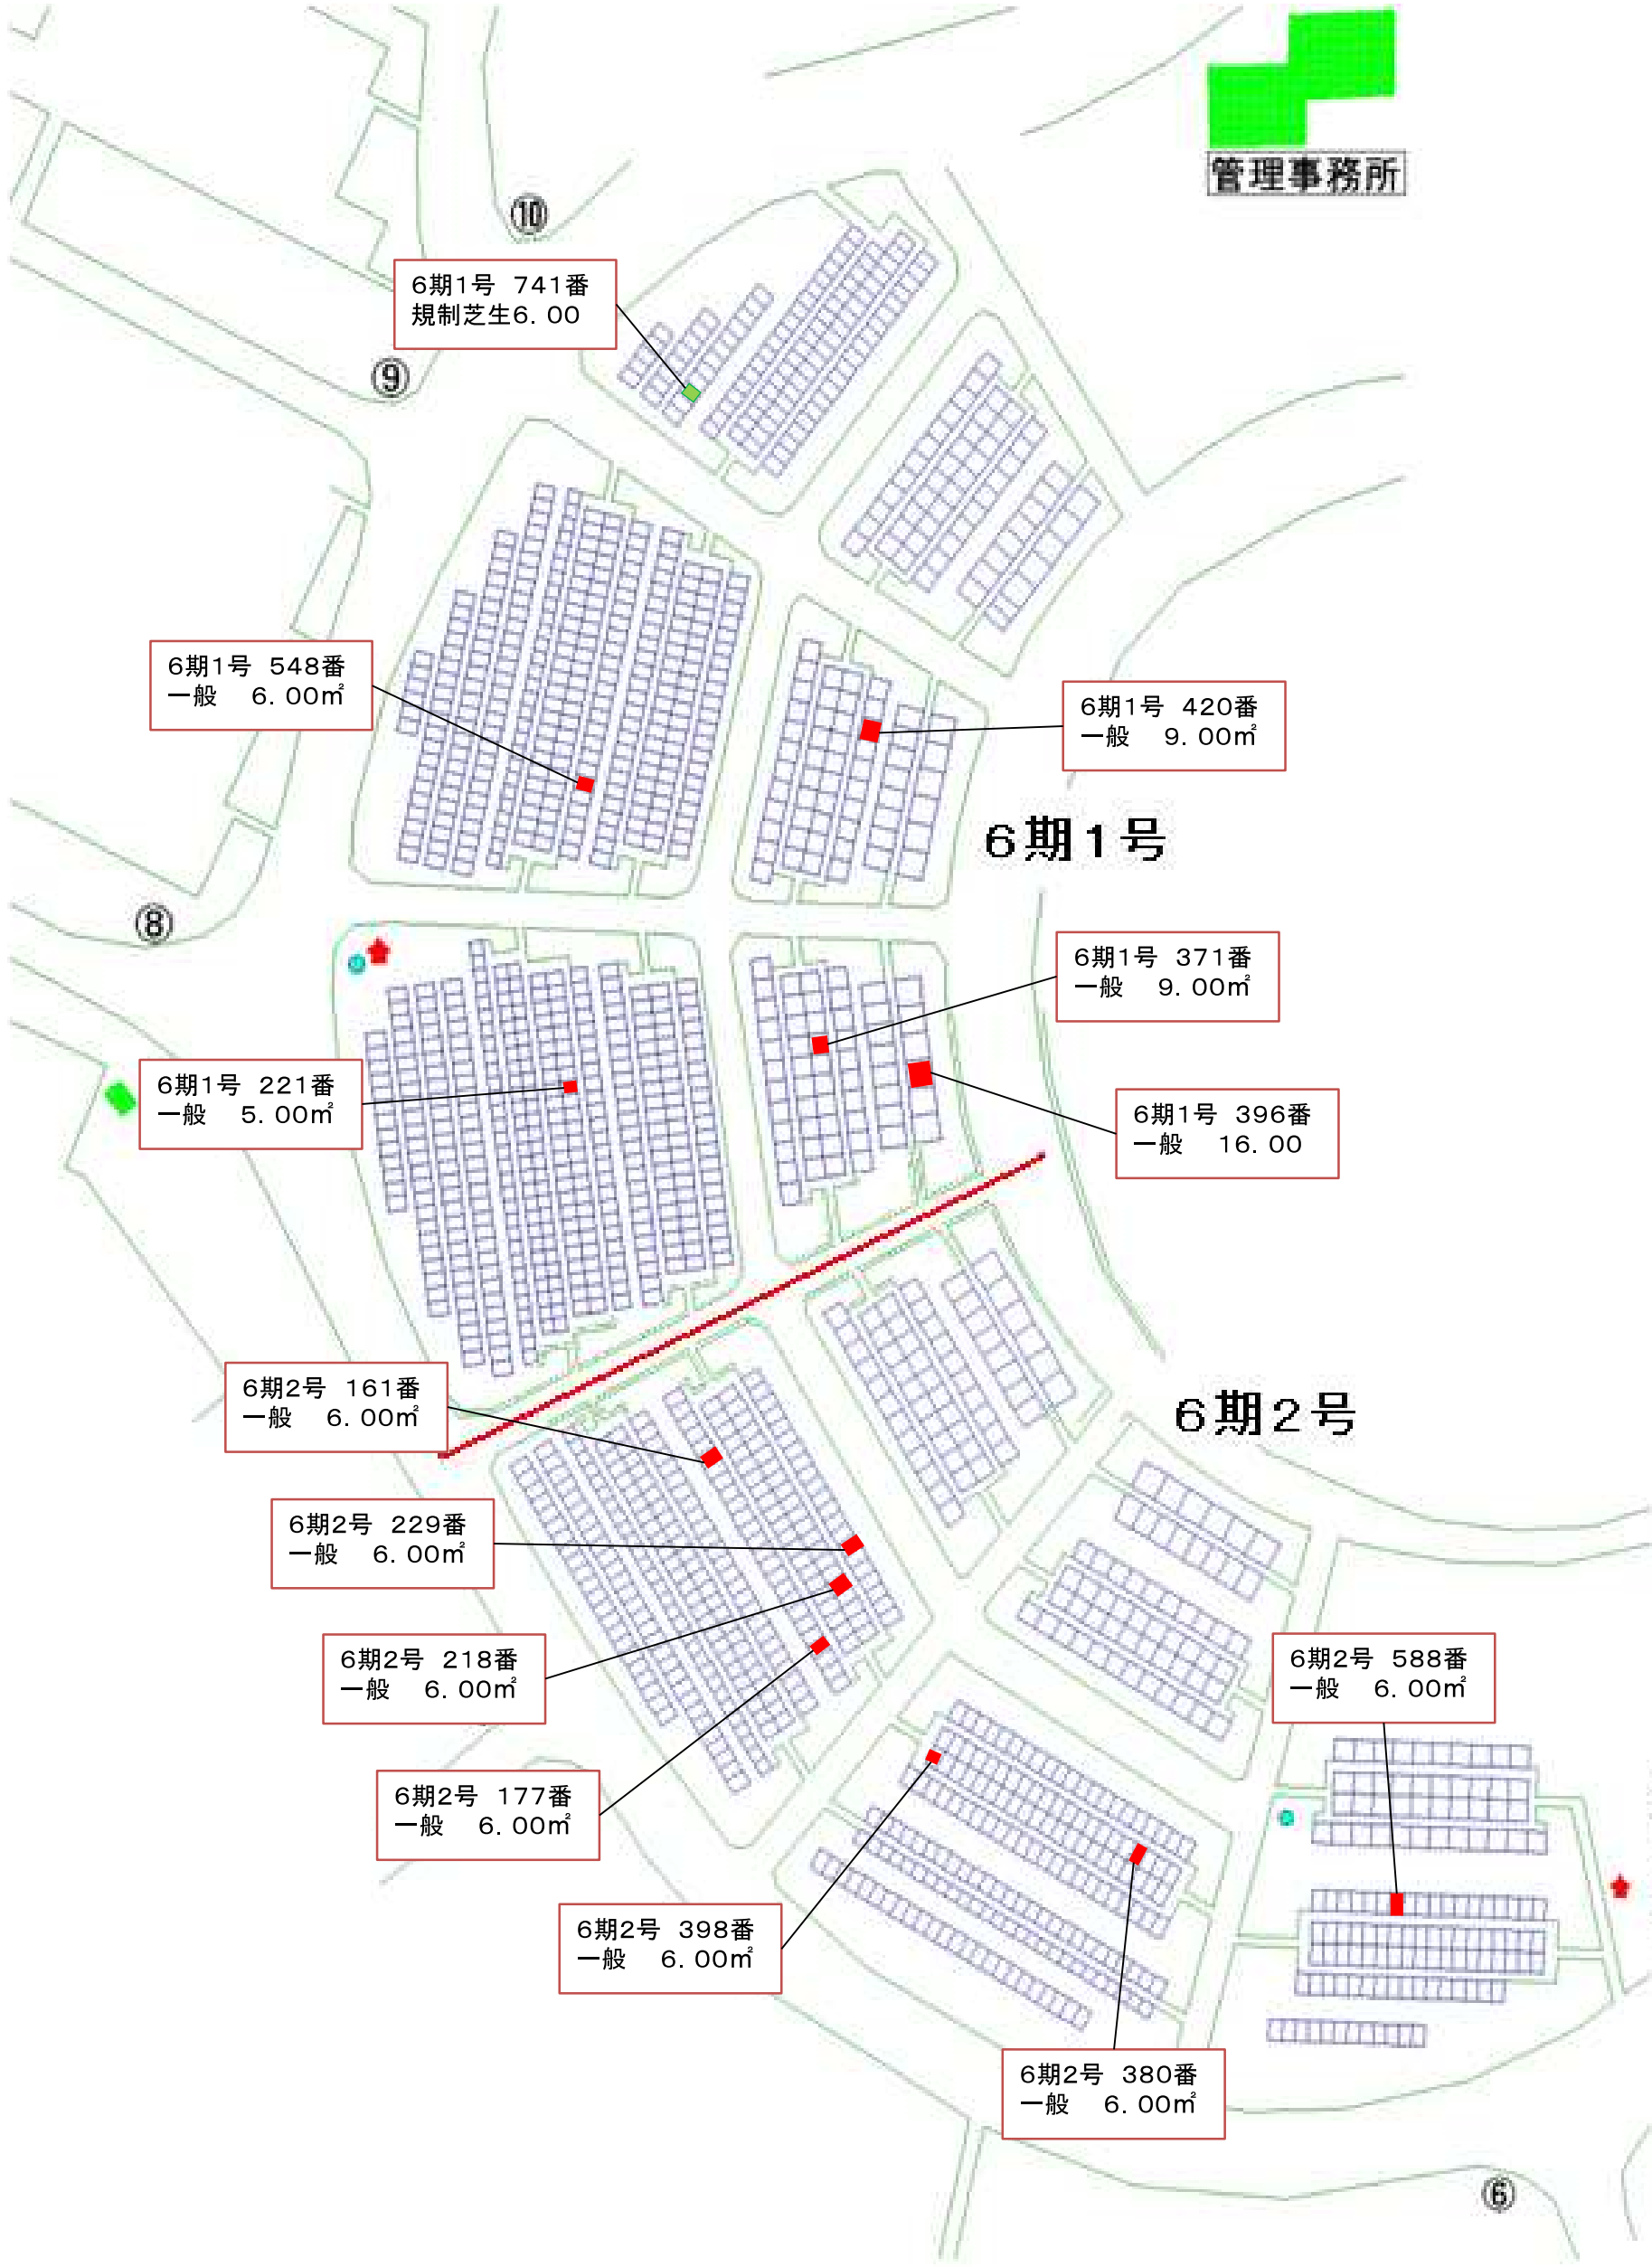 管理事務所
⑩
6期1号 741番
規制芝生6.00
⑨
6期1号 548番
一般 6.00㎡
6期1号 420番
一般 9.00㎡
6期1号
⑧
6期1号 371番
一般 9.00㎡
6期1号 221番
一般 5.00㎡
6期1号 396番
一般 16.00
6期2号 161番
一般 6.00㎡
6期2号
6期2号 229番
一般 6.00㎡
6期2号 218番
一般 6.00㎡
6期2号 588番
一般 6.00㎡
6期2号 177番
一般 6.00㎡
6期2号 398番
一般 6.00㎡
6期2号 380番
一般 6.00㎡
⑥